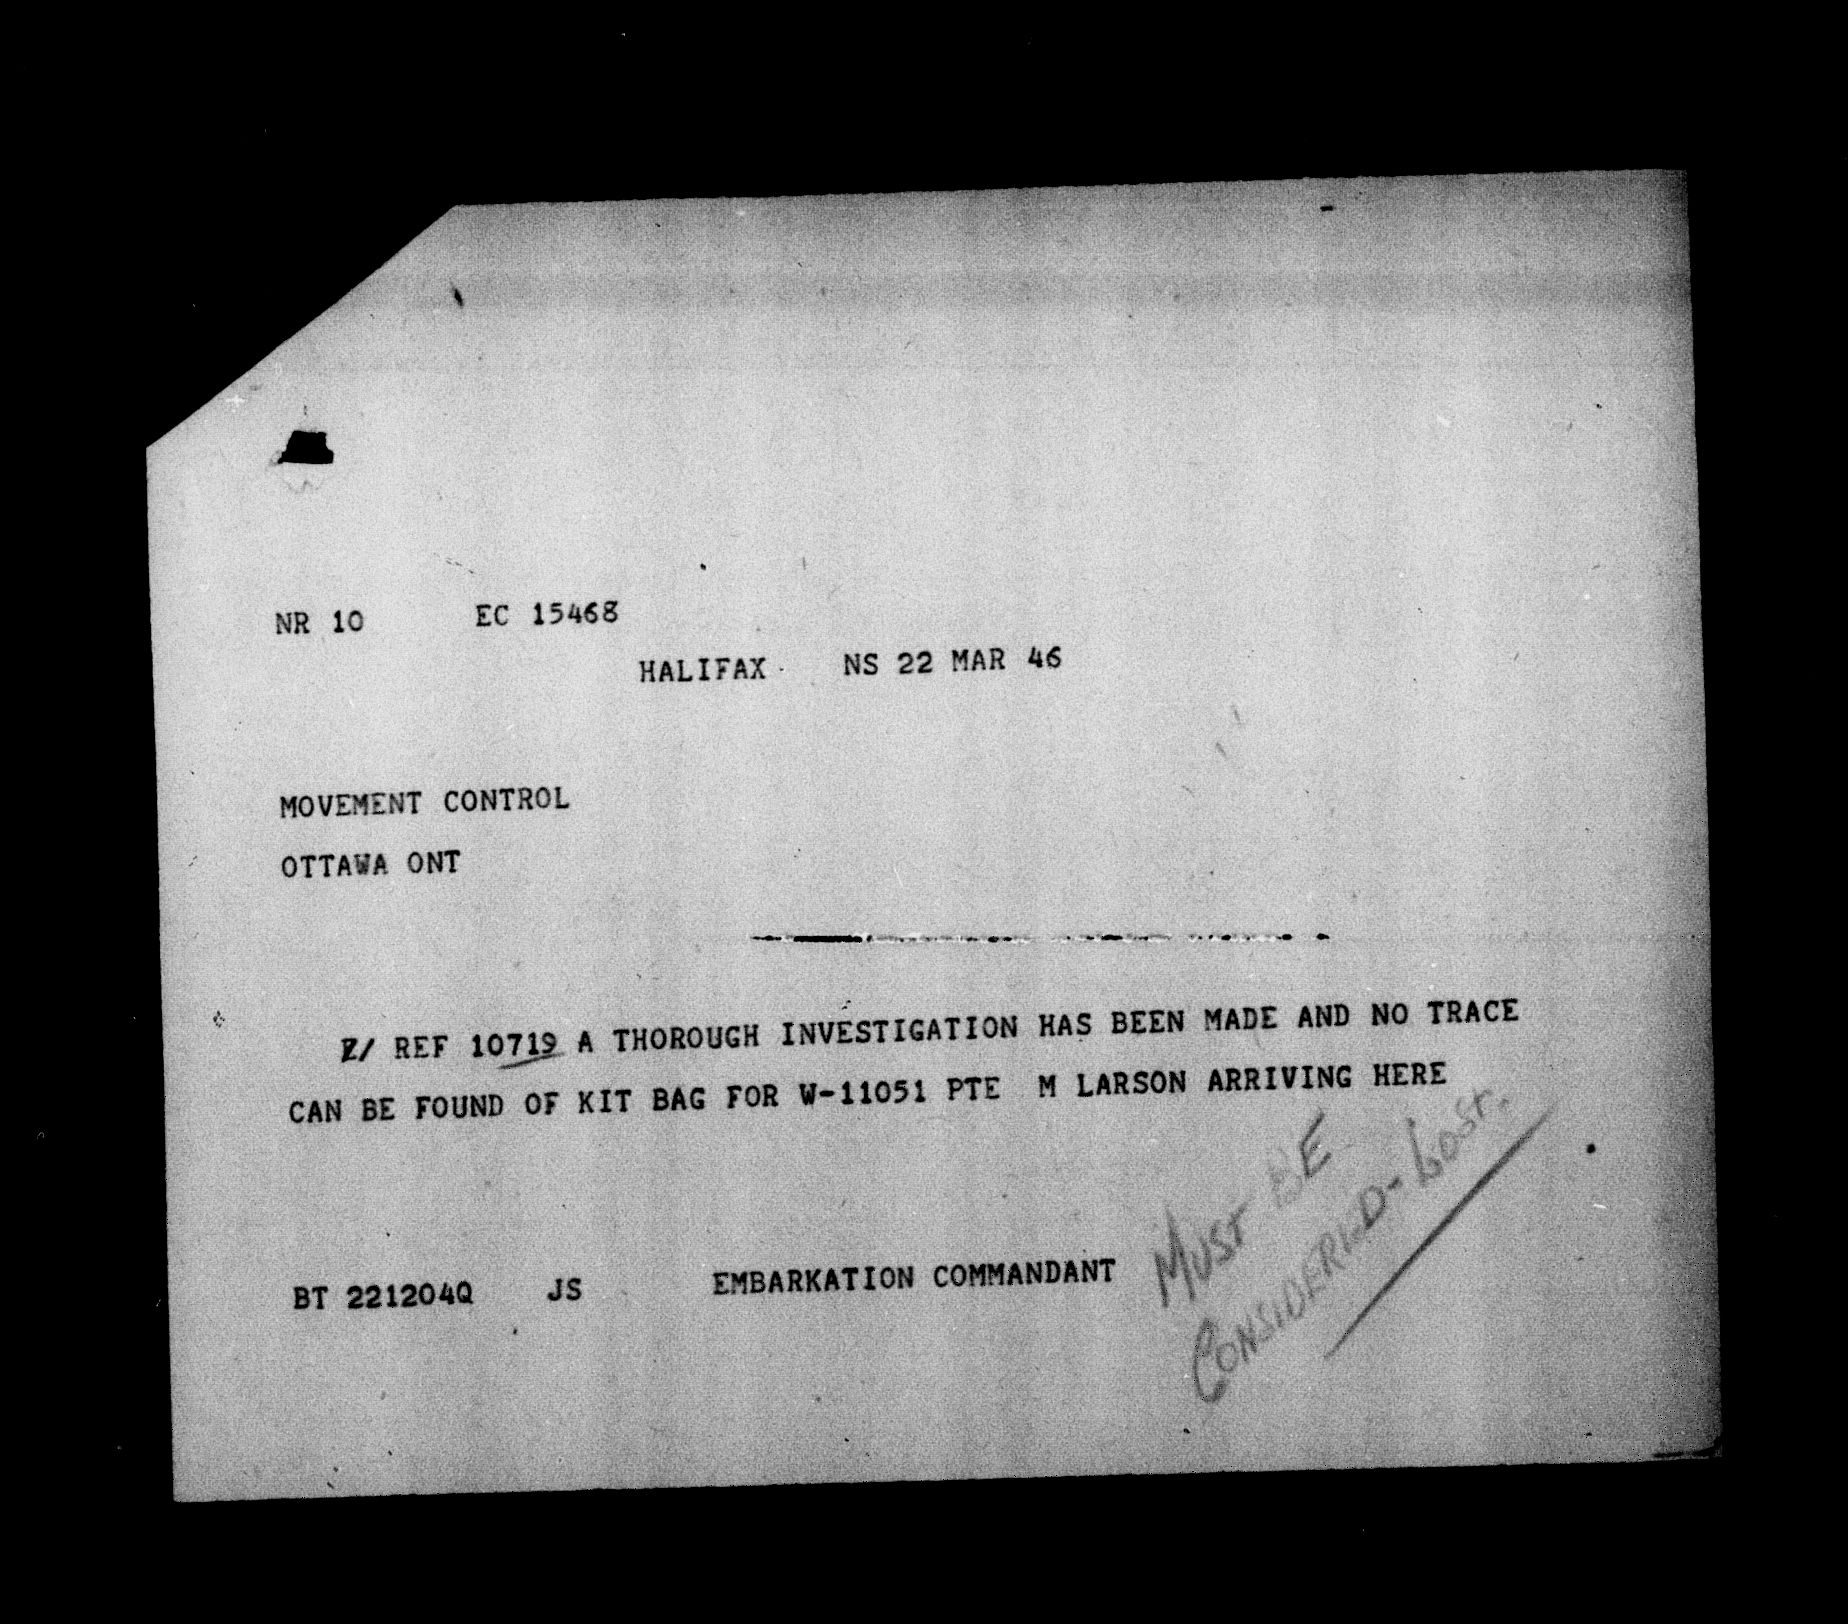 NR 10 EC 15468
HALIFAX NS 22 MAR 46
MOVEMENT CONTROL
OTTAWA ONT
Z/ REF 10719 A THOROUGH INVESTIGATION HAS BEEN MADE AND NO TRACE
CAN BE FOUND OF KIT BAG FOR W-11051 PTE M LARSON ARRIVING HERE
BT 221204Q JS EMBARKATION COMMANDANT
MUST BE
CONSIDERED - LOST.